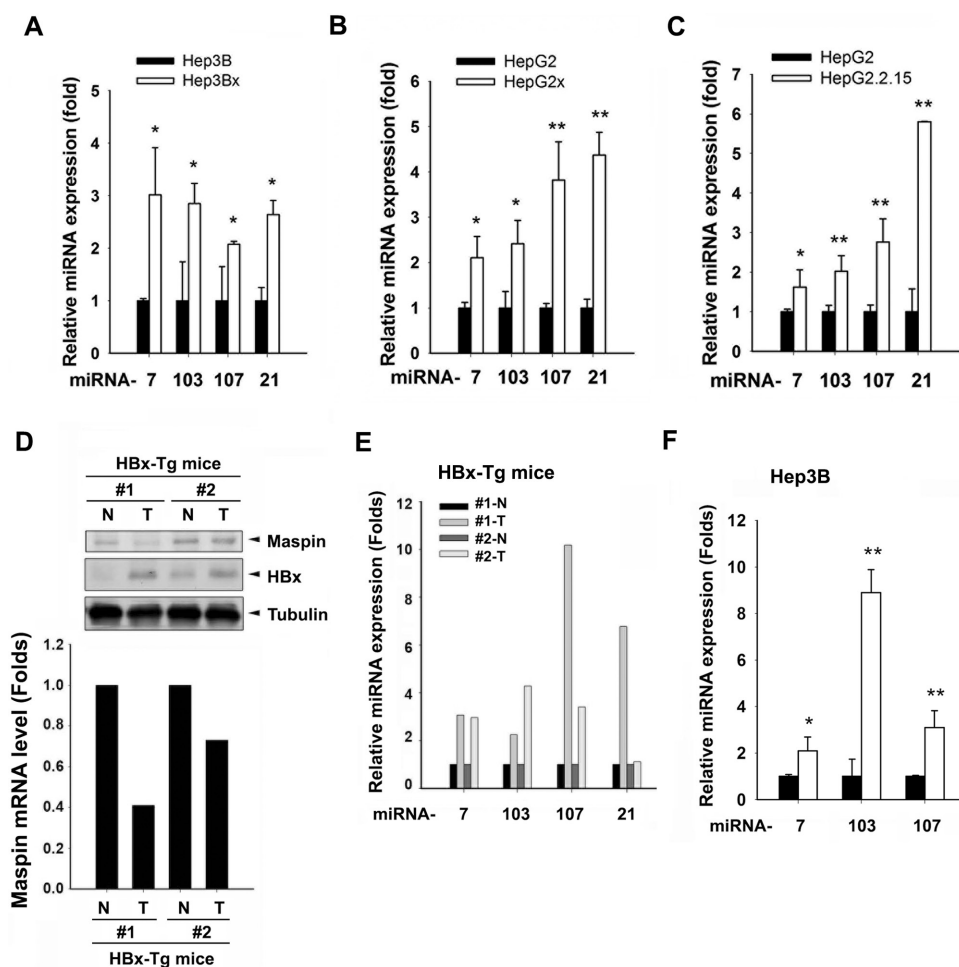 A
Hep3B
Hep3Bx
Relative miRNA expression (fold)
5
4
3
2
1
0
* * * *
miRNA- 7 103 107 21
B
HepG2
HepG2x
Relative miRNA expression (fold)
6
5
4
3
2
1
0
* * ** **
miRNA- 7 103 107 21
C
HepG2
HepG2.2.15
Relative miRNA expression (fold)
7
6
5
4
3
2
1
0
* ** ** **
miRNA- 7 103 107 21
D
HBx-Tg mice
#1 #2
N T N T
Maspin
HBx
Tubulin
Maspin mRNA level (Folds)
1.2
1.0
0.8
0.6
0.4
0.2
0.0
N T N T
#1 #2
HBx-Tg mice
E
HBx-Tg mice
#1-N
#1-T
#2-N
#2-T
Relative miRNA expression (Folds)
12
10
8
6
4
2
0
miRNA- 7 103 107 21
F
Hep3B
Relative miRNA expression (Folds)
12
10
8
6
4
2
0
* ** **
miRNA- 7 103 107